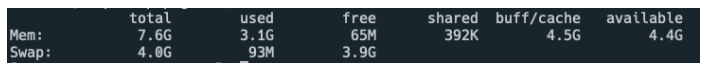 total used free shared buff/cache available
Mem: 7.6G 3.1G 65M 392K 4.5G 4.4G
Swap: 4.0G 93M 3.9G